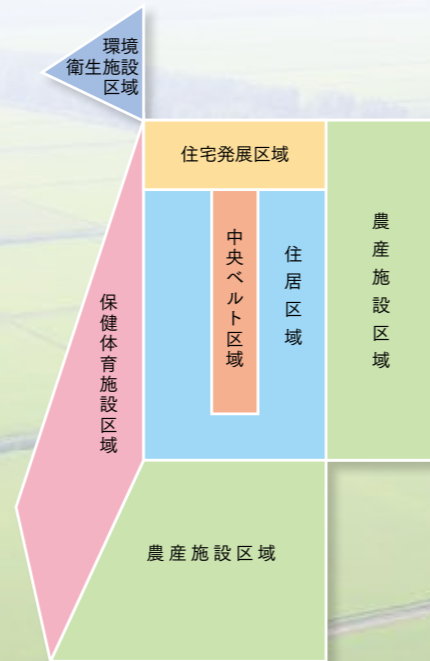 環境
衛生施設
区域
住宅発展区域
農産施設区域
中央ベルト区域
住居区域
保健体育施設区域
農産施設区域